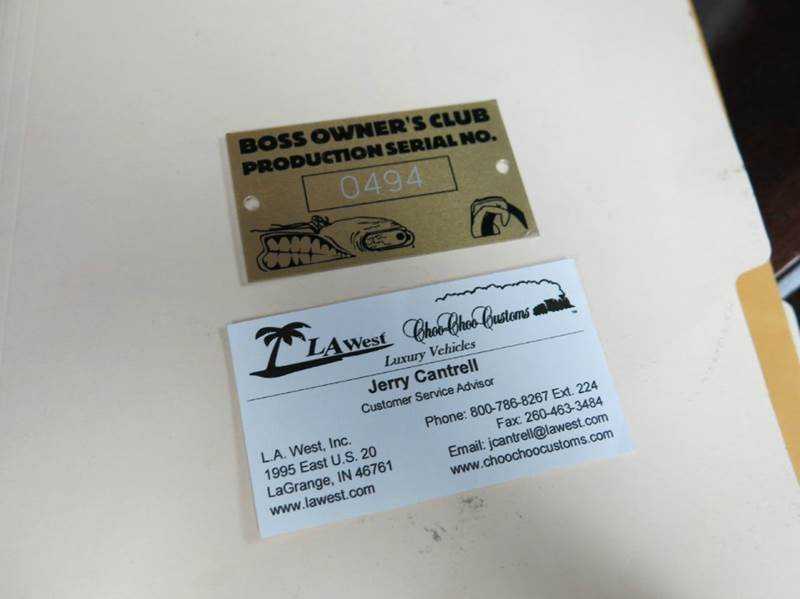 BOSS OWNER'S CLUB
PRODUCTION SERIAL NO.
0494
LA West Choo Choo Customs
Luxury Vehicles
Jerry Cantrell
Customer Service Advisor
Phone: 800-786-8267 Ext. 224
Fax: 260-463-3484
Email: jcantrell@lawest.com
www.choochoocustoms.com
L.A. West, Inc.
1995 East U.S. 20
LaGrange, IN 46761
www.lawest.com